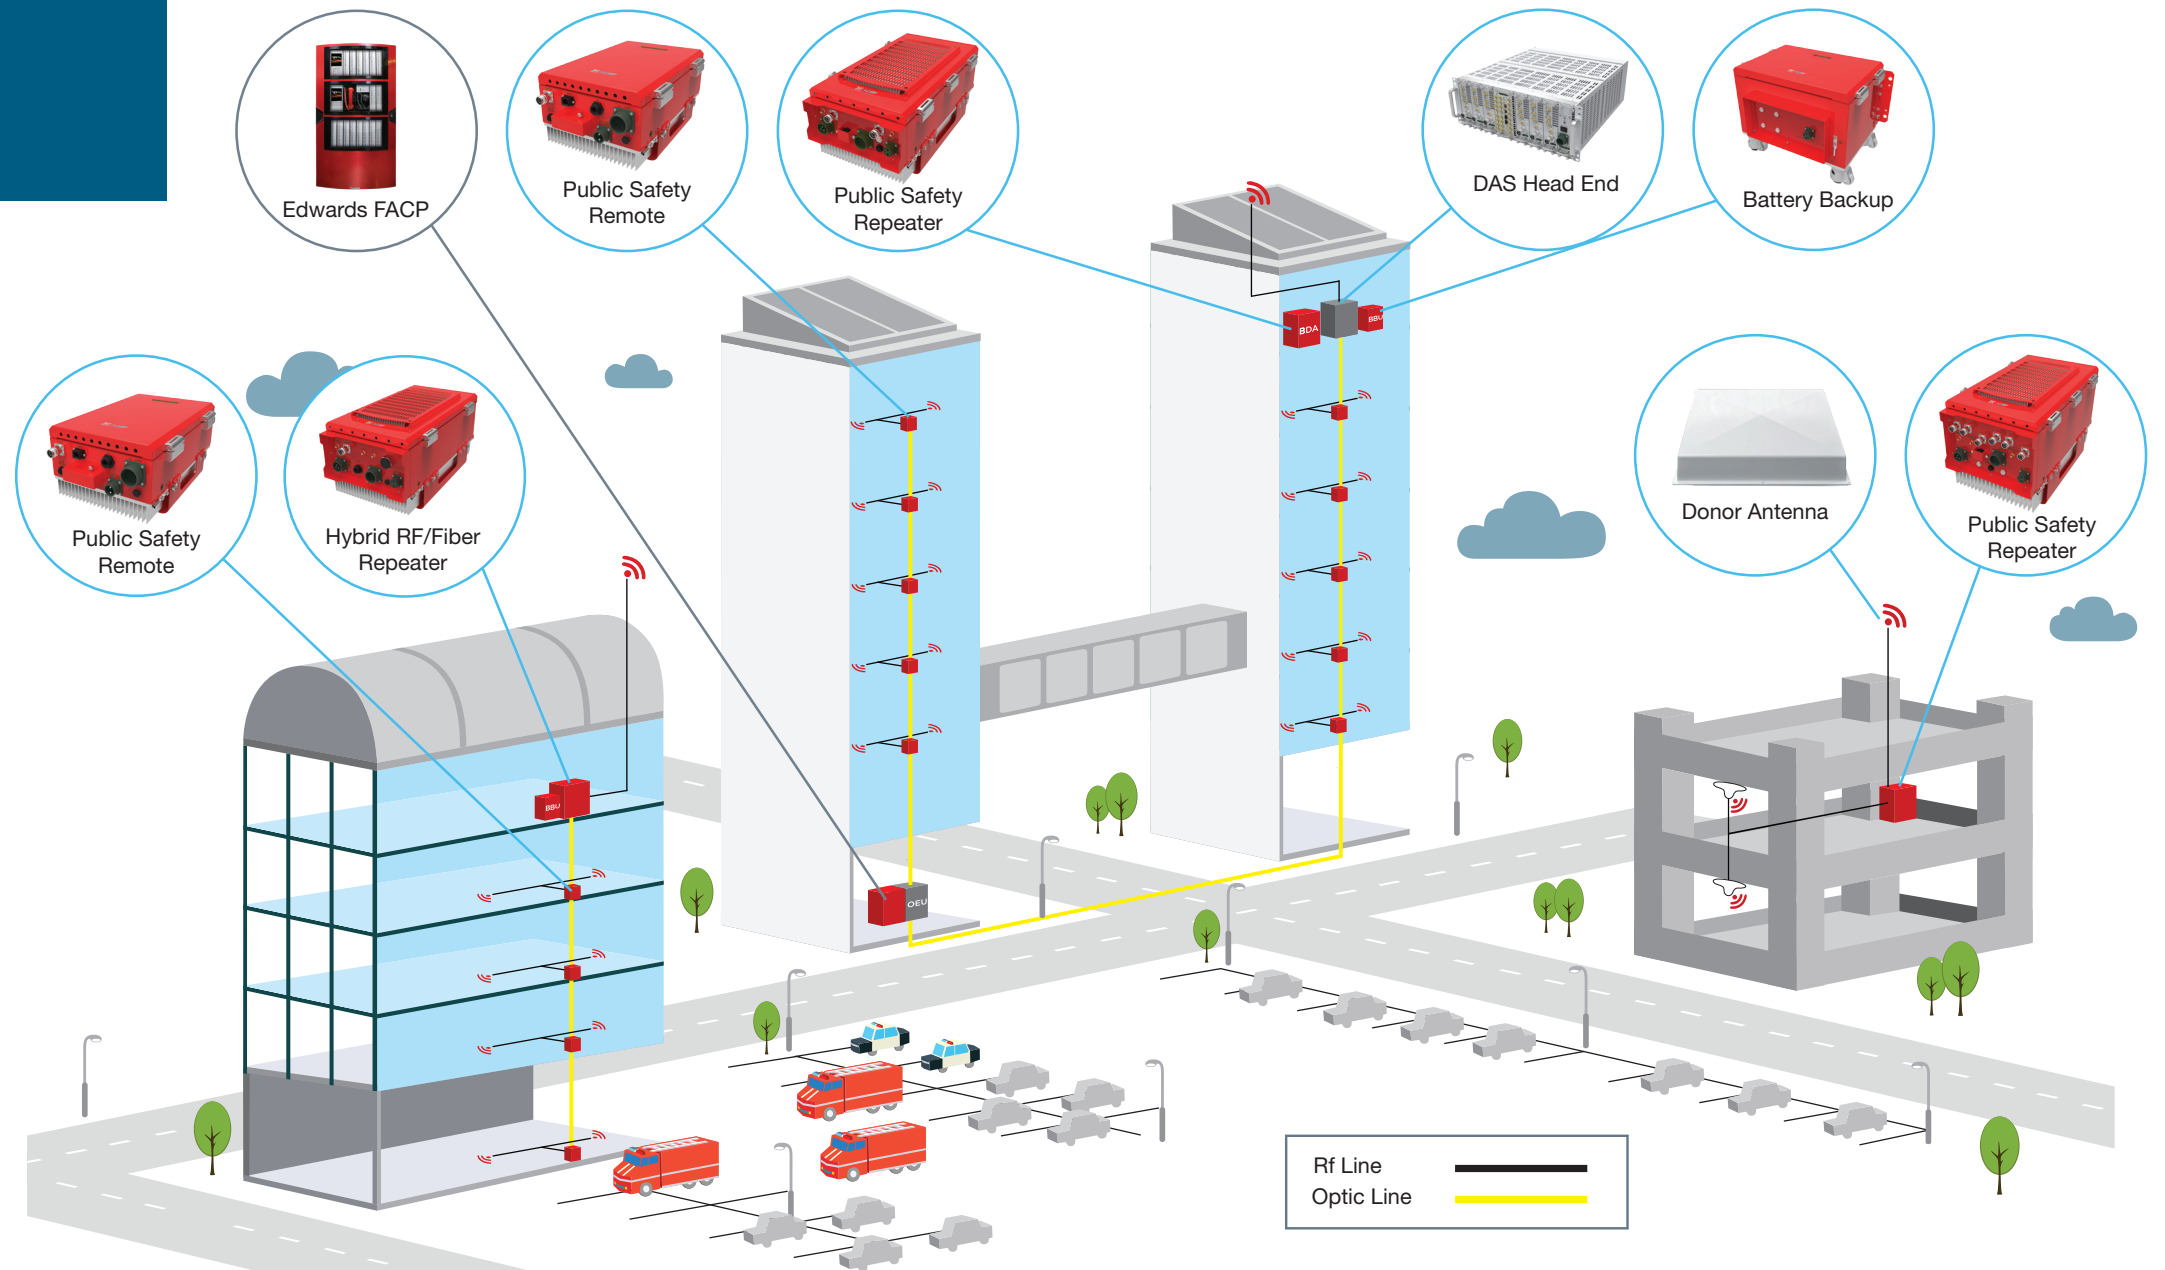 Edwards FACP
Public Safety
Remote
Public Safety
Repeater
DAS Head End
Battery Backup
Public Safety
Remote
Hybrid RF/Fiber
Repeater
Donor Antenna
Public Safety
Repeater
BDA
BBU
BBU
OEU
Rf Line
Optic Line